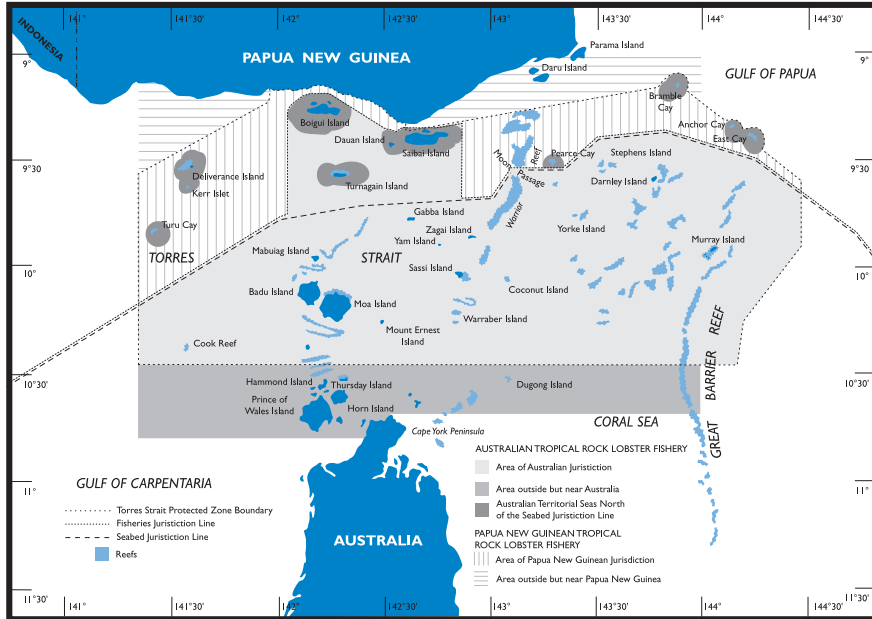 141°
141°30'
142°
142°30'
143°
143°30'
144°
144°30'
INDONESIA
PAPUA NEW GUINEA
Parama Island
Daru Island
GULF OF PAPUA
9°
9°
Bramble
Cay
Boigui Island
Anchor Cay
East Cay
Dauan Island
Saibai Island
Moon
Passage
Reef
Warrior
Pearce Cay
Stephens Island
9°30'
9°30'
Deliverance Island
Kerr Islet
Turnagain Island
Darnley Island
Gabba Island
Turu Cay
Zagai Island
Yam Island
Yorke Island
Murray Island
Mabuiag Island
TORRES
STRAIT
10°
10°
Sassi Island
Badu Island
Moa Island
Coconut Island
Warraber Island
Mount Ernest
Island
Cook Reef
GREAT BARRIER REEF
10°30'
10°30'
Hammond Island
Thursday Island
Dugong Island
Prince of
Wales Island
Horn Island
CORAL SEA
Cape York Peninsula
AUSTRALIAN TROPICAL ROCK LOBSTER FISHERY
Area of Australian Juristiction
Area outside but near Australia
Australian Territorial Seas North
of the Seabed Juristiction Line
PAPUA NEW GUINEAN TROPICAL
ROCK LOBSTER FISHERY
Area of Papua New Guinean Jurisdiction
Area outside but near Papua New Guinea
11°
11°
GULF OF CARPENTARIA
Torres Strait Protected Zone Boundary
Fisheries Juristiction Line
Seabed Juristiction Line
Reefs
AUSTRALIA
11°30'
11°30'
141°
141°30'
142°
142°30'
143°
143°30'
144°
144°30'